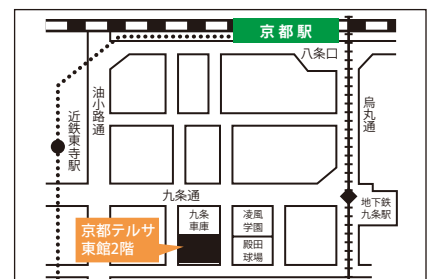 京都駅
八条口
油小路通
烏丸通
近鉄東寺駅
九条通
地下鉄
九条駅
九条
車庫
凌風
学園
京都テルサ
東館2階
殿田
球場